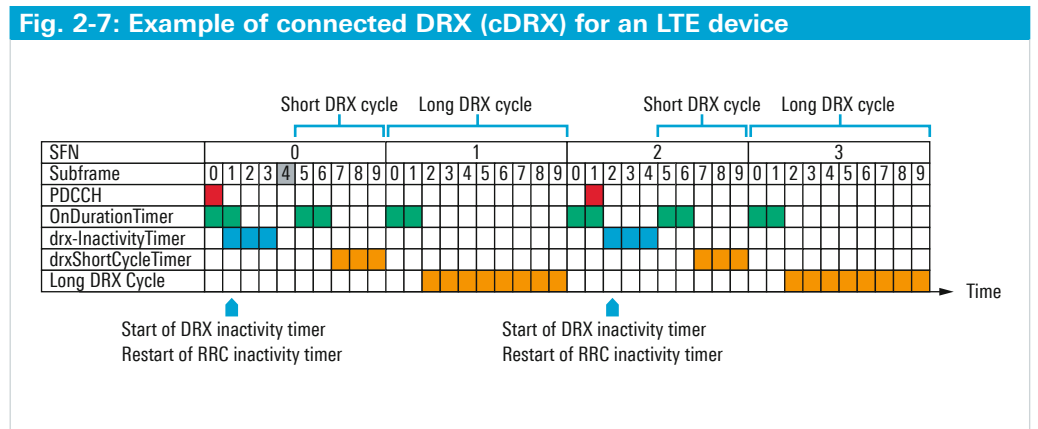 Fig. 2-7: Example of connected DRX (cDRX) for an LTE device
Short DRX cycle Long DRX cycle Short DRX cycle Long DRX cycle
SFN 0 1 2 3
Subframe 0 1 2 3 4 5 6 7 8 9 0 1 2 3 4 5 6 7 8 9 0 1 2 3 4 5 6 7 8 9 0 1 2 3 4 5 6 7 8 9
PDCCH
OnDurationTimer
drx-InactivityTimer
drxShortCycleTimer
Long DRX Cycle
Time
Start of DRX inactivity timer
Restart of RRC inactivity timer
Start of DRX inactivity timer
Restart of RRC inactivity timer